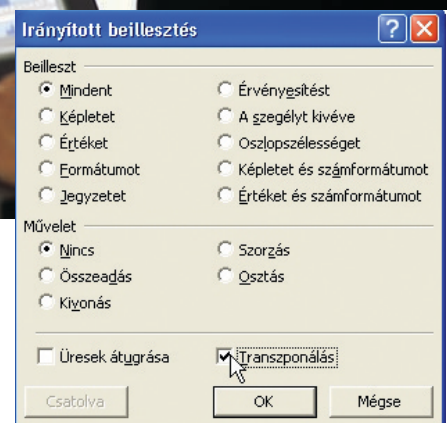 Irányított beillesztés
Beilleszt
Mindent
Érvényesítést
Képletet
A szegélyt kivéve
Értéket
Oszlopszélességet
Formátumot
Képletet és számformátumot
Jegyzetet
Értéket és számformátumot
Művelet
Nincs
Szorzás
Összeadás
Osztás
Kivonás
Üresek átugrása
Transzponálás
Csatolva
OK
Mégse